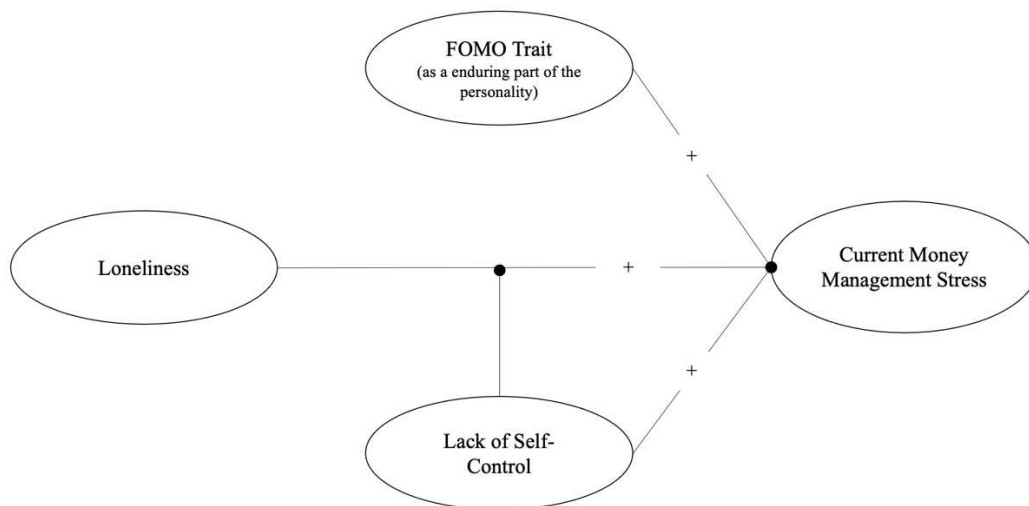 FOMO Trait
(as a enduring part of the
personality)
+
Loneliness
+
Current Money
Management Stress
+
Lack of Self-
Control